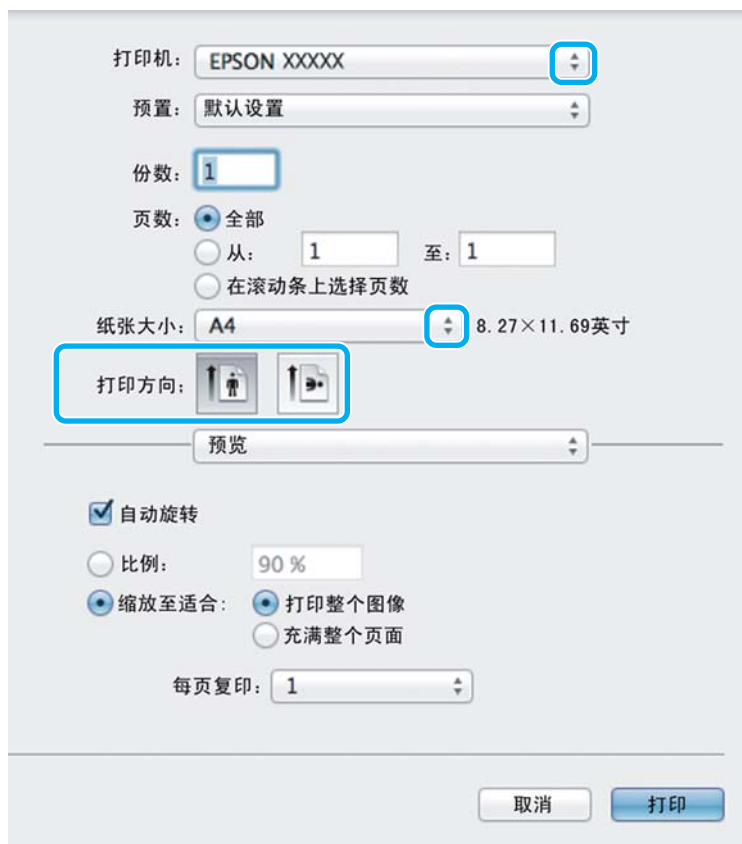 打印机: EPSON XXXXX
预置: 默认设置
份数: 1
页数: 全部
从: 1 至: 1
在滚动条上选择页数
纸张大小: A4 8.27×11.69英寸
打印方向:
预览
自动旋转
比例: 90 %
缩放至适合: 打印整个图像
充满整个页面
每页复印: 1
取消 打印